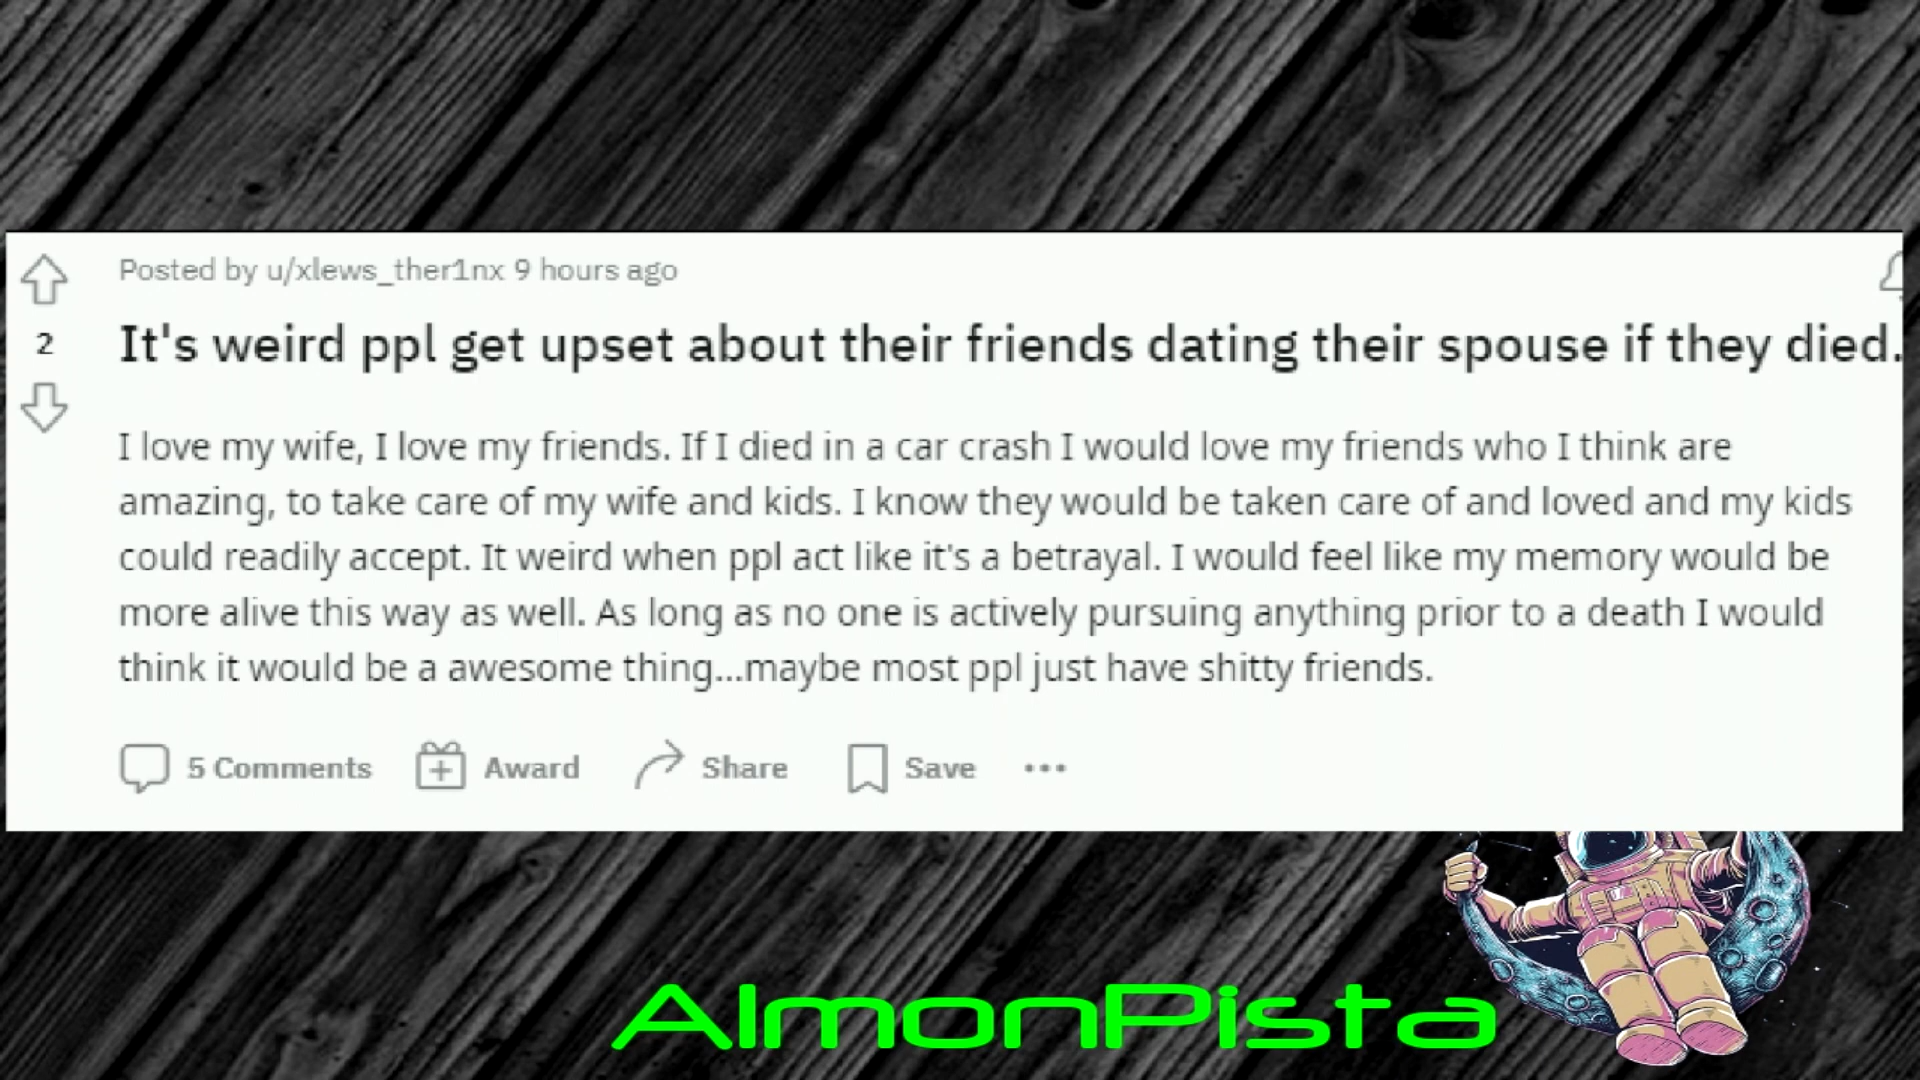 Posted by u/xlews_ther1nx 9 hours ago
2
It's weird ppl get upset about their friends dating their spouse if they died.
I love my wife, I love my friends. If I died in a car crash I would love my friends who I think are
amazing, to take care of my wife and kids. I know they would be taken care of and loved and my kids
could readily accept. It weird when ppl act like it's a betrayal. I would feel like my memory would be
more alive this way as well. As long as no one is actively pursuing anything prior to a death I would
think it would be a awesome thing...maybe most ppl just have shitty friends.
5 Comments Award Share Save ...
AlmonPista